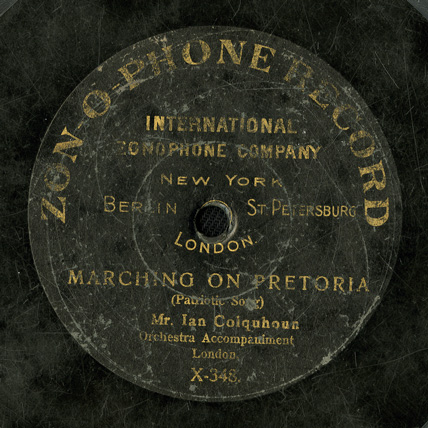 ZON-O-PHONE RECORD
INTERNATIONAL
ZONOPHONE COMPANY
NEW YORK
BERLIN ST. PETERSBURG
LONDON
MARCHING ON PRETORIA
(Patriotic Song)
Mr. Ian Colquhoun
Orchestra Accompaniment
London
X-348.